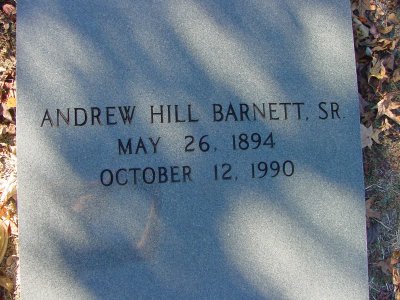 ANDREW HILL BARNETT, SR.
MAY 26, 1894
OCTOBER 12, 1990